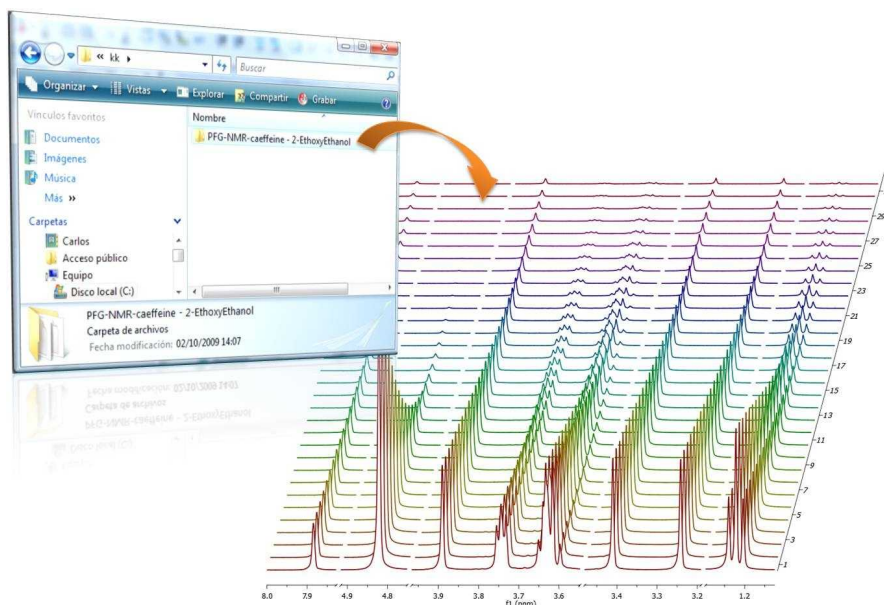 « kk ▸
Buscar
Organizar Vistas Explorar Compartir Grabar
Vínculos favoritos
Documentos
Imágenes
Música
Más »
Carpetas
Carlos
Acceso público
Equipo
Disco local (C:)
Nombre
PFG-NMR-caeffeine - 2-EthoxyEthanol
PFG-NMR-caeffeine - 2-EthoxyEthanol
Carpeta de archivos
Fecha modificación: 02/10/2009 14:07
29
27
25
23
21
19
17
15
13
11
9
7
5
3
1
8.0 7.9 4.8 3.9 3.8 3.7 3.6 3.4 3.3 3.2 1.2
f1 (ppm)